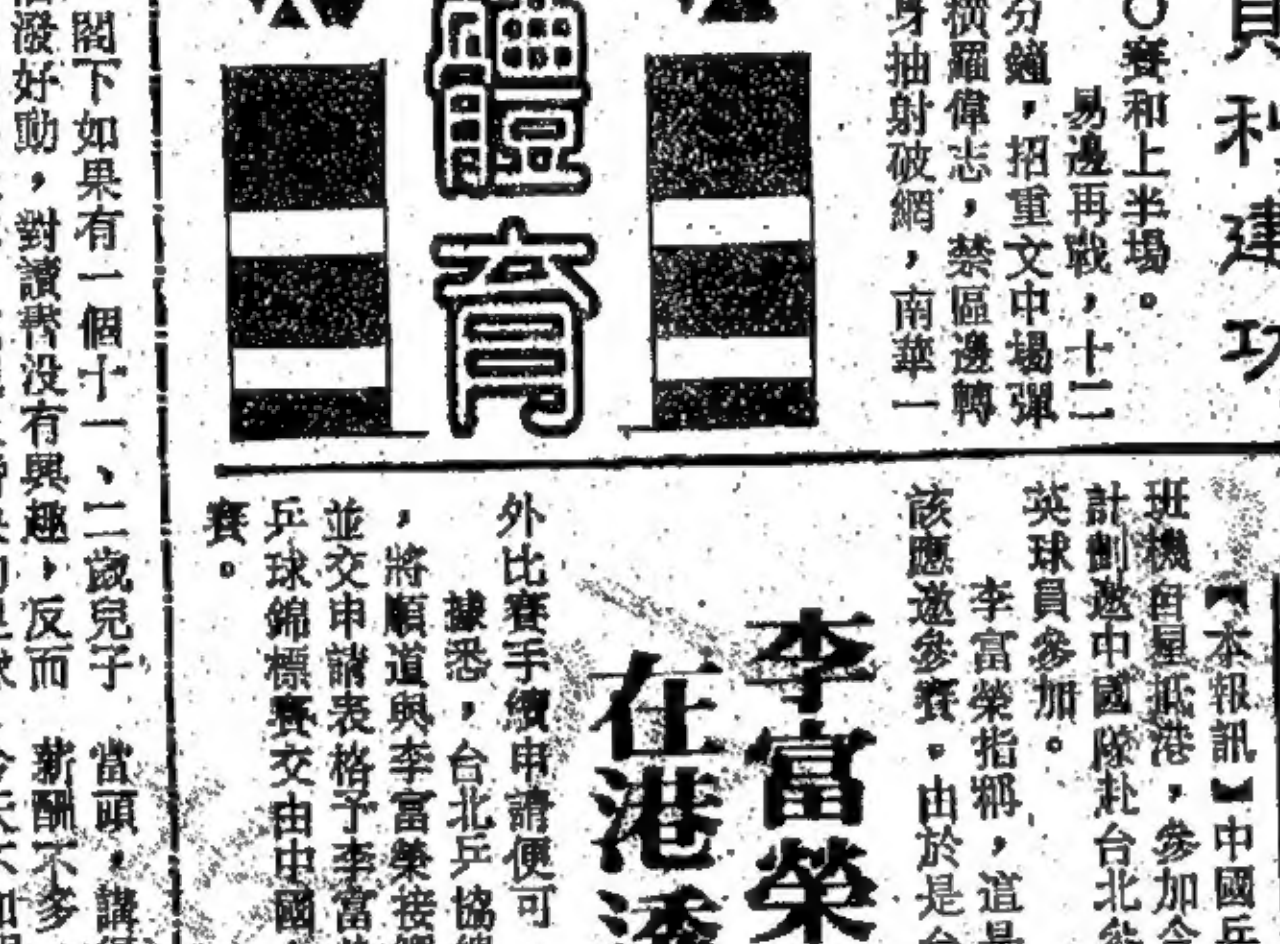 員利建功
〇賽和上半場。
易邊再戰，十二
分鐘，招重文中場彈
橫羅偉志，禁區邊轉
身抽射破網，南華一
體育
【本報訊】中國乒
班機自星抵港，參加今
計劃邀中國隊赴台北參
英球員參加。
李富榮指稱，這是
該應邀參賽。由於是台
李富榮
在港透
外比賽手續申請便可
據悉，台北乒協
，將順道與李富榮接觸
並交申請表格予李富
乒球錦標賽交由中國
賽。
閣下如果有一個十一、二歲兒子
潑好動，對讀書没有興趣，反而
當頭，講
薪酬不多